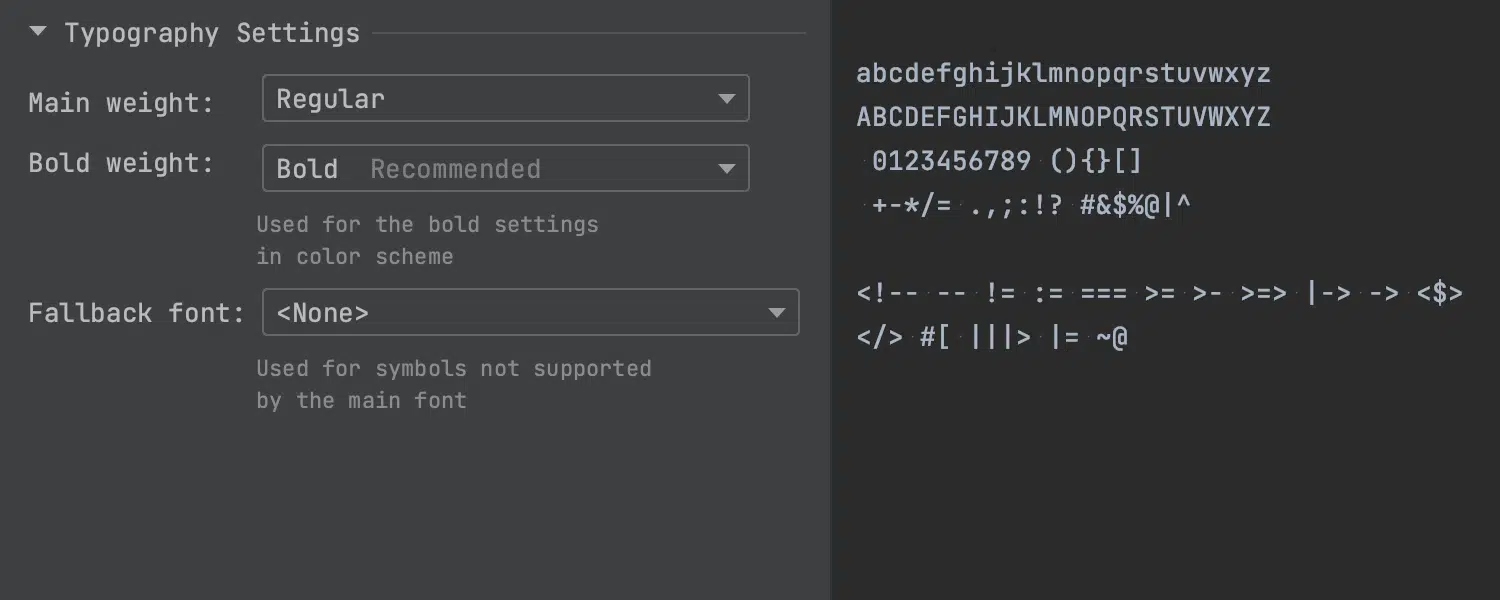 Typography Settings
Main weight: Regular
Bold weight: Bold Recommended
Used for the bold settings
in color scheme
Fallback font: <None>
Used for symbols not supported
by the main font
abcdefghijklmnopqrstuvwxyz
ABCDEFGHIJKLMNOPQRSTUVWXYZ
0123456789 (){}[]
+-*/= .,;:!? #&$%@|^
<!-- -- != := === >= >- >=> |-> -> <$>
</> #[ |||> |= ~@